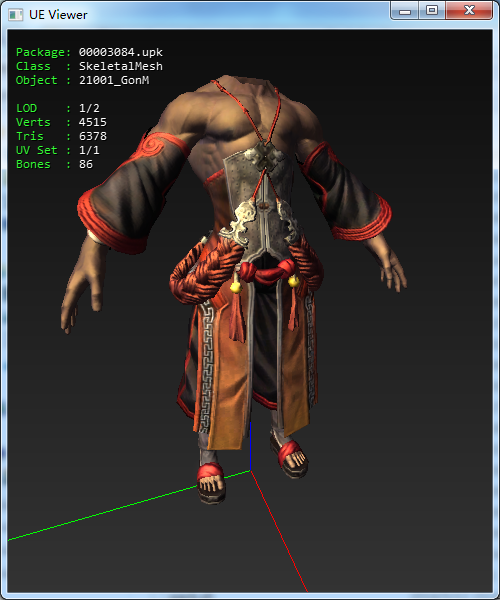 UE Viewer
Package: 00003084.upk
Class  : SkeletalMesh
Object : 21001_GonM
LOD    : 1/2
Verts  : 4515
Tris   : 6378
UV Set : 1/1
Bones  : 86